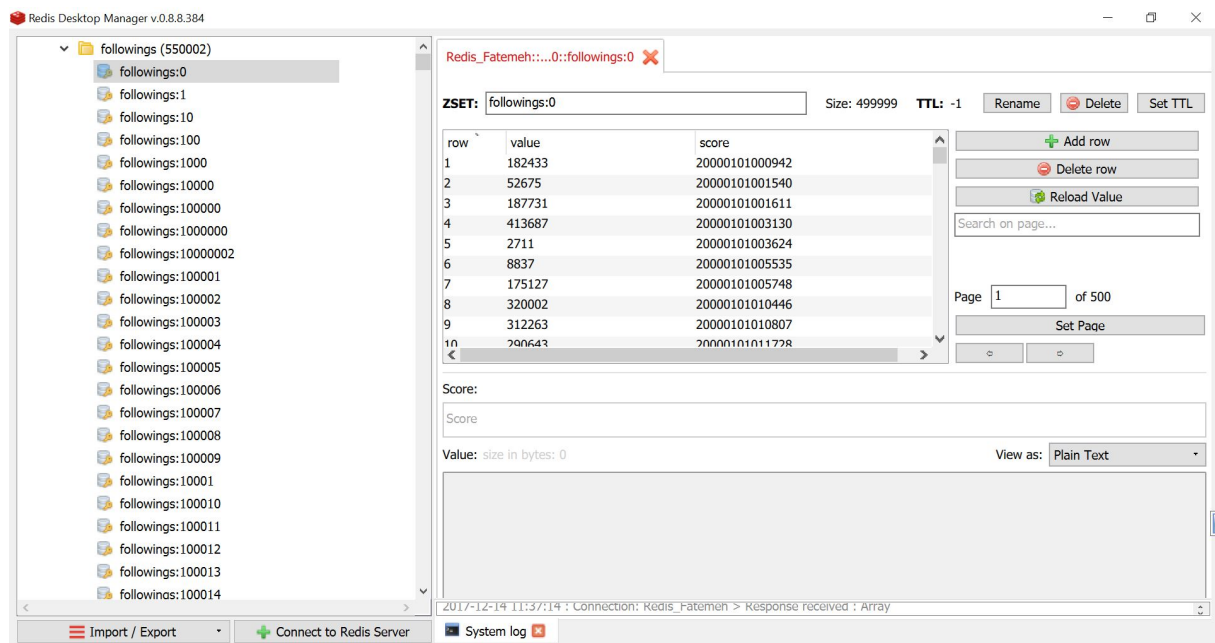 Redis Desktop Manager v.0.8.8.384
followings (550002)
followings:0
followings:1
followings:10
followings:100
followings:1000
followings:10000
followings:100000
followings:1000000
followings:10000002
followings:100001
followings:100002
followings:100003
followings:100004
followings:100005
followings:100006
followings:100007
followings:100008
followings:100009
followings:10001
followings:100010
followings:100011
followings:100012
followings:100013
followings:100014
Import / Export
Connect to Redis Server
Redis_Fatemeh::...0::followings:0
ZSET: followings:0 Size: 499999 TTL: -1 Rename Delete Set TTL
row value score
1 182433 20000101000942
2 52675 20000101001540
3 187731 20000101001611
4 413687 20000101003130
5 2711 20000101003624
6 8837 20000101005535
7 175127 20000101005748
8 320002 20000101010446
9 312263 20000101010807
10 290643 20000101011728
Add row
Delete row
Reload Value
Search on page...
Page 1 of 500
Set Page
Score:
Score
Value: size in bytes: 0 View as: Plain Text
2017-12-14 11:37:14 : Connection: Redis_Fatemeh > Response received : Array
System log